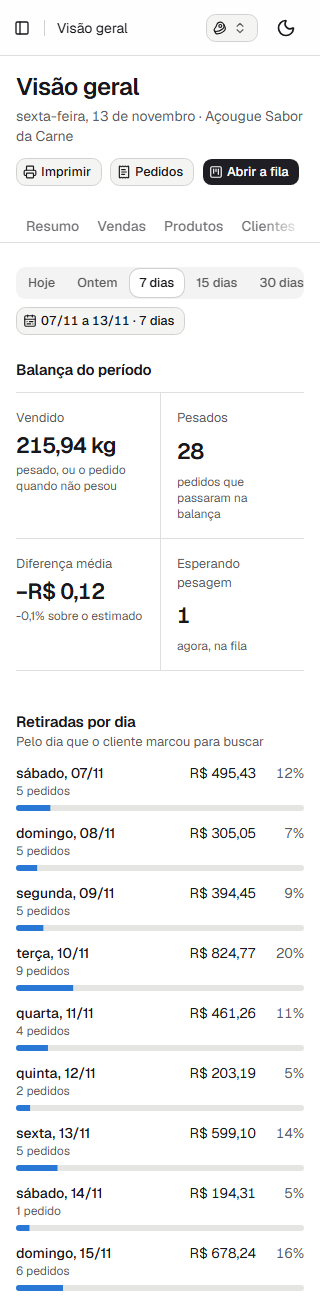 Visão geral
Visão geral
sexta-feira, 13 de novembro · Açougue Sabor
da Carne
Imprimir
Pedidos
Abrir a fila
Resumo
Vendas
Produtos
Clientes
Hoje
Ontem
7 dias
15 dias
30 dias
07/11 a 13/11 · 7 dias
Balança do período
Vendido
215,94 kg
pesado, ou o pedido
quando não pesou
Pesados
28
pedidos que
passaram na
balança
Diferença média
−R$ 0,12
-0,1% sobre o estimado
Esperando
pesagem
1
agora, na fila
Retiradas por dia
Pelo dia que o cliente marcou para buscar
sábado, 07/11 R$ 495,43 12%
5 pedidos
domingo, 08/11 R$ 305,05 7%
5 pedidos
segunda, 09/11 R$ 394,45 9%
5 pedidos
terça, 10/11 R$ 824,77 20%
9 pedidos
quarta, 11/11 R$ 461,26 11%
4 pedidos
quinta, 12/11 R$ 203,19 5%
2 pedidos
sexta, 13/11 R$ 599,10 14%
5 pedidos
sábado, 14/11 R$ 194,31 5%
1 pedido
domingo, 15/11 R$ 678,24 16%
6 pedidos